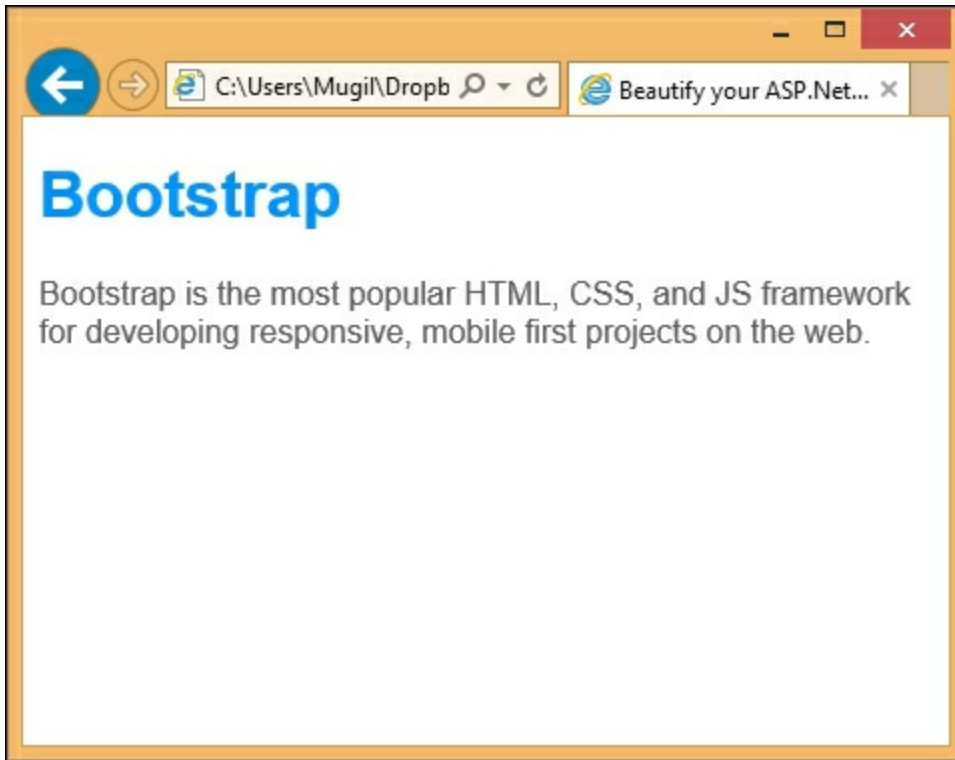 C:\Users\Mugil\Dropb
Beautify your ASP.Net...
Bootstrap
Bootstrap is the most popular HTML, CSS, and JS framework
for developing responsive, mobile first projects on the web.